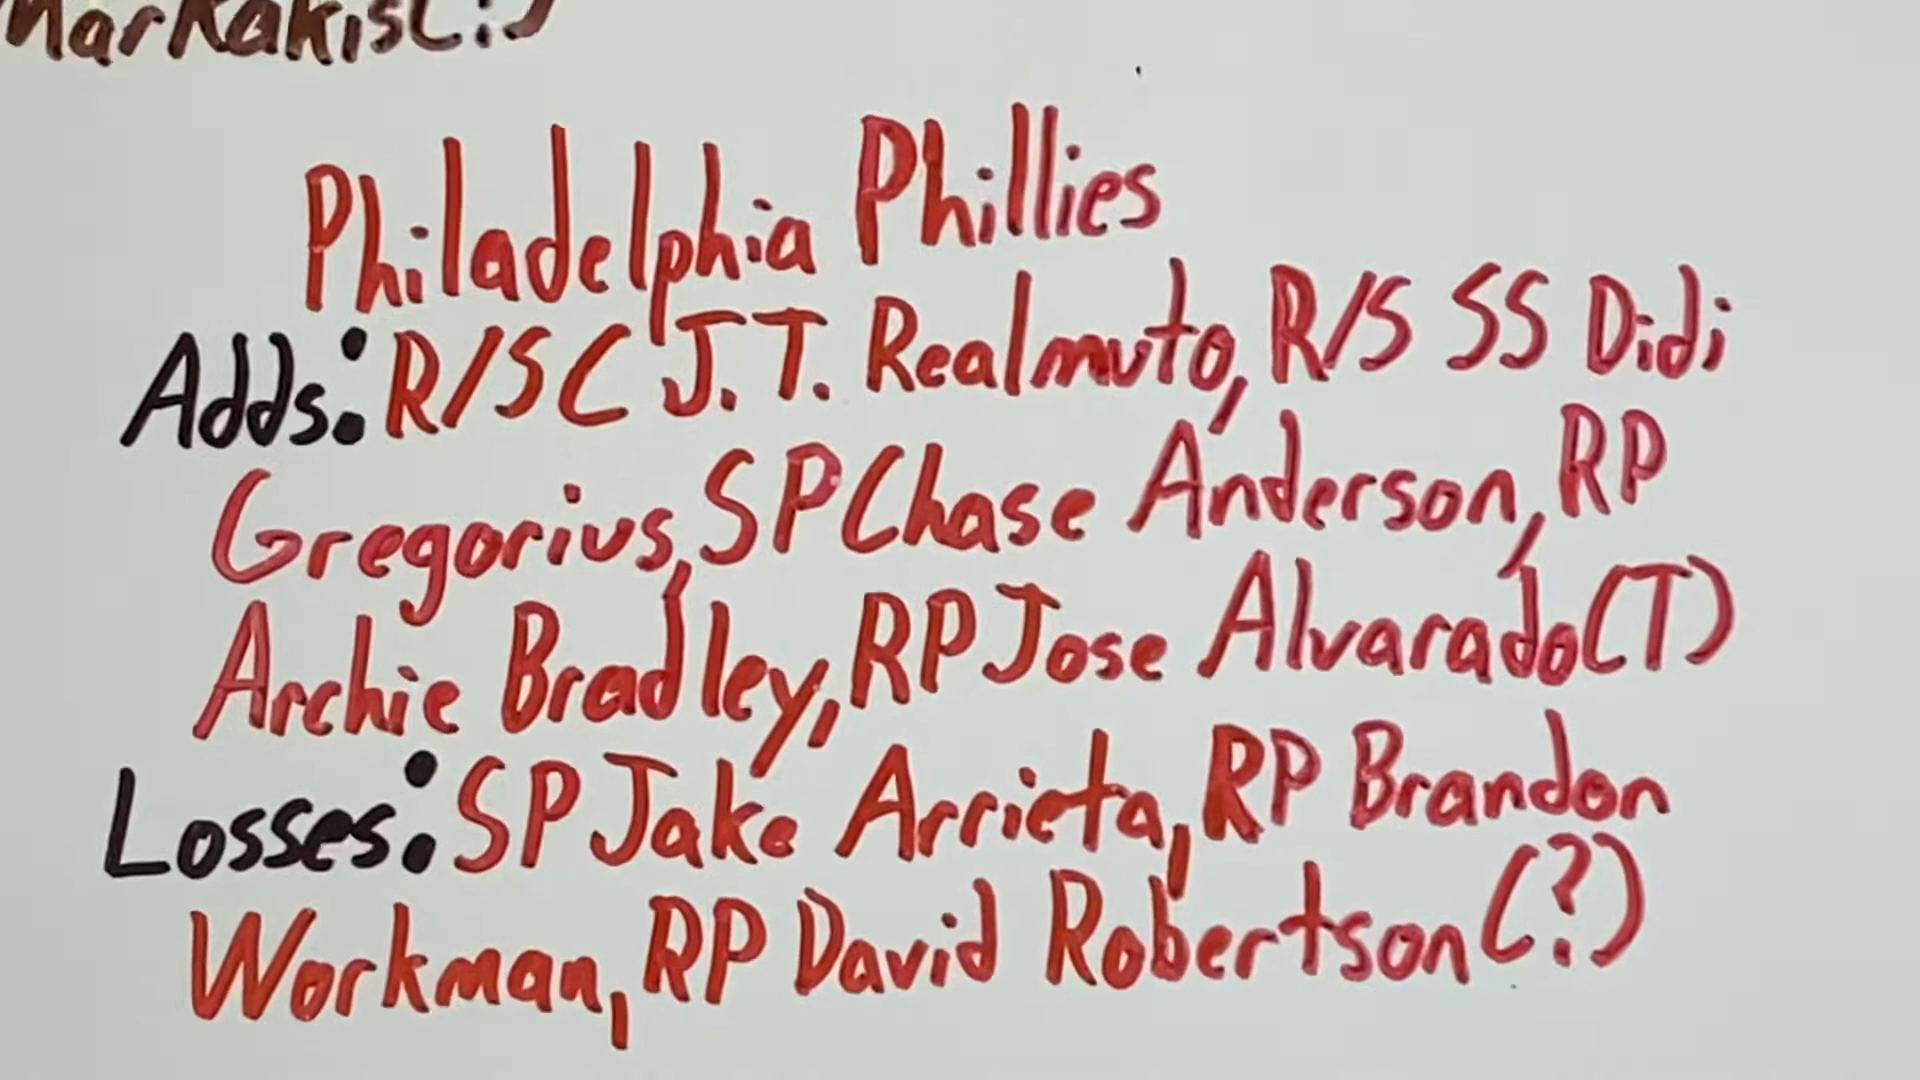 Markakis(?)
Philadelphia Phillies
Adds: R/S C J.T. Realmuto, R/S SS Didi
Gregorius, SP Chase Anderson, RP
Archie Bradley, RP Jose Alvarado(T)
Losses: SP Jake Arrieta, RP Brandon
Workman, RP David Robertson(?)